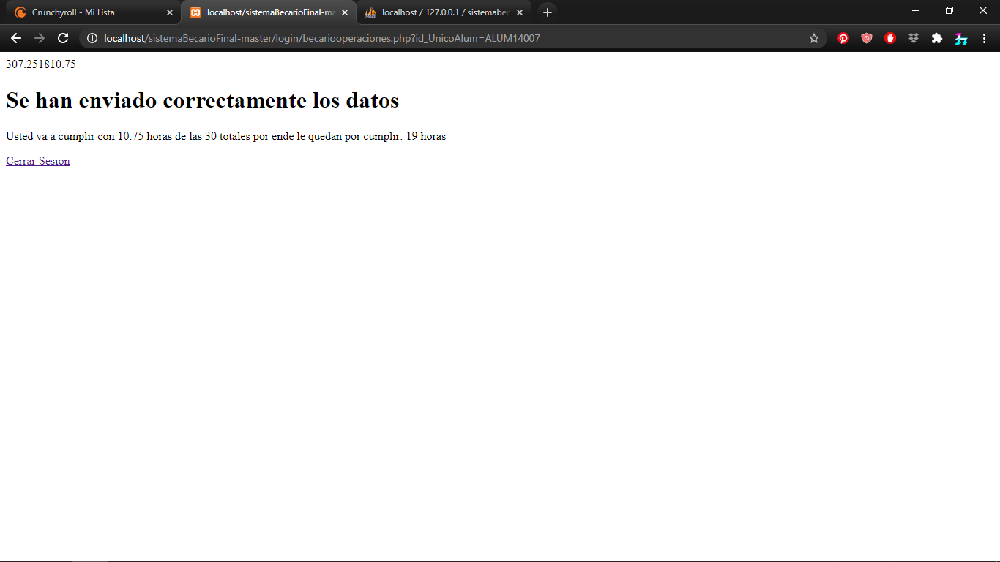 Crunchyroll - Mi Lista
localhost/sistemaBecarioFinal-ma
localhost / 127.0.0.1 / sistemabec
localhost/sistemaBecarioFinal-master/login/becariooperaciones.php?id_UnicoAlum=ALUM14007
307.251810.75
Se han enviado correctamente los datos
Usted va a cumplir con 10.75 horas de las 30 totales por ende le quedan por cumplir: 19 horas
Cerrar Sesion